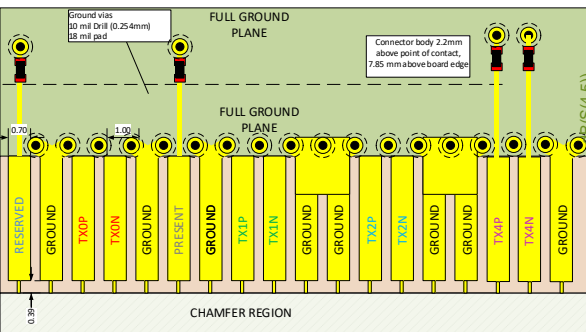 Ground vias
10 mil Drill (0.254mm)
18 mil pad
FULL GROUND
PLANE
Connector body 2.2mm
above point of contact,
7.85 mm above board edge
FULL GROUND
PLANE
0.70
1.00
RESERVED
GROUND
TX0P
TX0N
GROUND
PRESENT
GROUND
TX1P
TX1N
GROUND
GROUND
TX2P
TX2N
GROUND
GROUND
TX4P
TX4N
GROUND
0.39
CHAMFER REGION